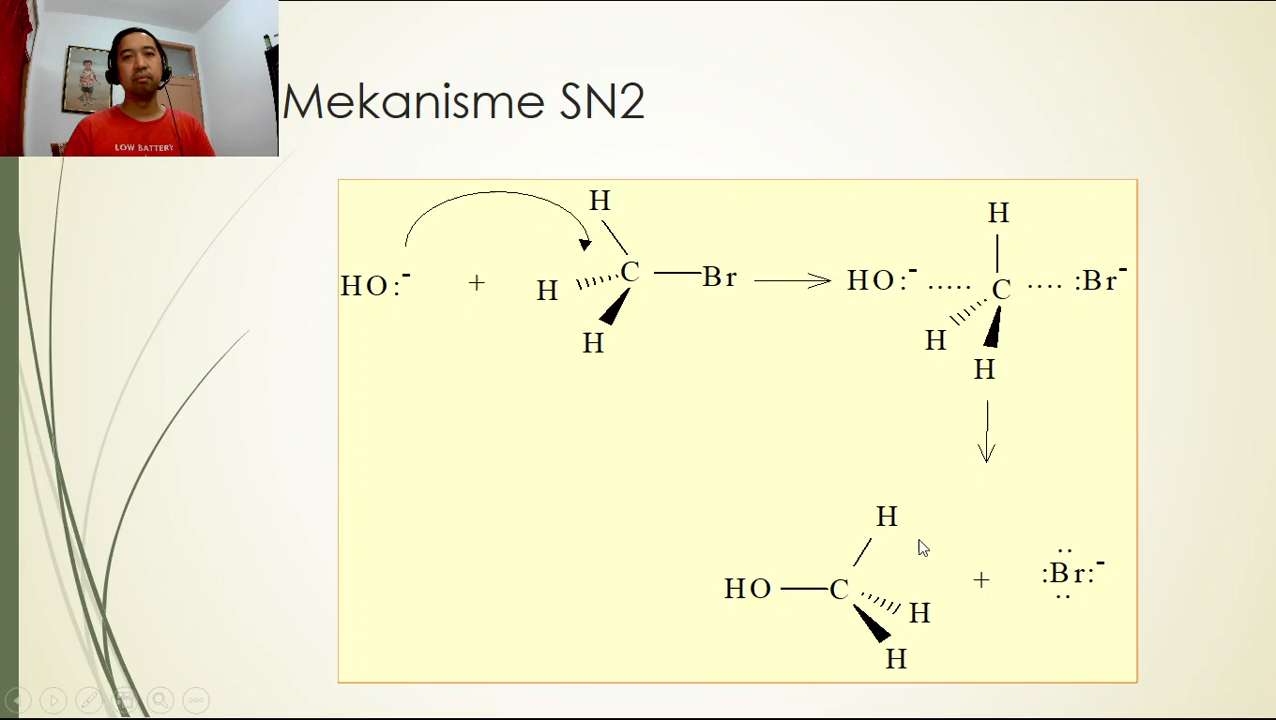 LOW BATTERY
Mekanisme SN2
H
HO:⁻ + H C Br HO:⁻ ..... C .... :Br⁻
H
H
H
H
H
HO C + :Br:⁻
H
H